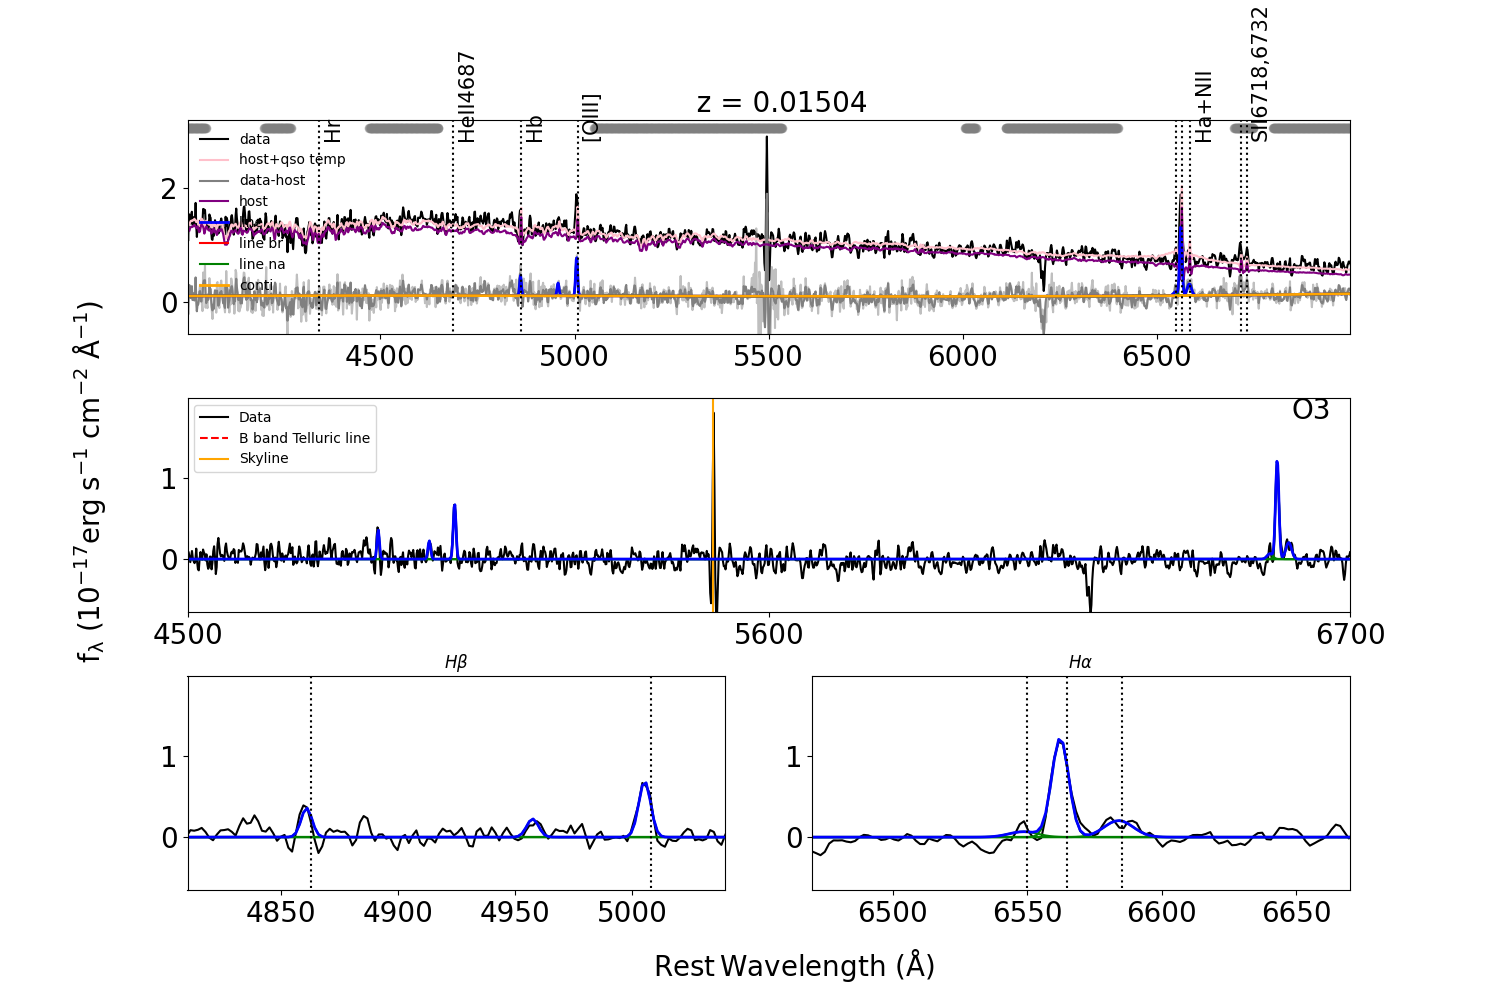 z = 0.01504
Hr
HeII4687
Hb
[OIII]
Ha+NII
SII6718,6732
data
host+qso temp
data-host
host
line br
line na
conti
2
0
4500 5000 5500 6000 6500
fλ (10⁻¹⁷erg s⁻¹ cm⁻² Å⁻¹)
O3
Data
B band Telluric line
Skyline
1
0
4500 5600 6700
Hβ
1
0
4850 4900 4950 5000
Hα
1
0
6500 6550 6600 6650
Rest Wavelength (Å)